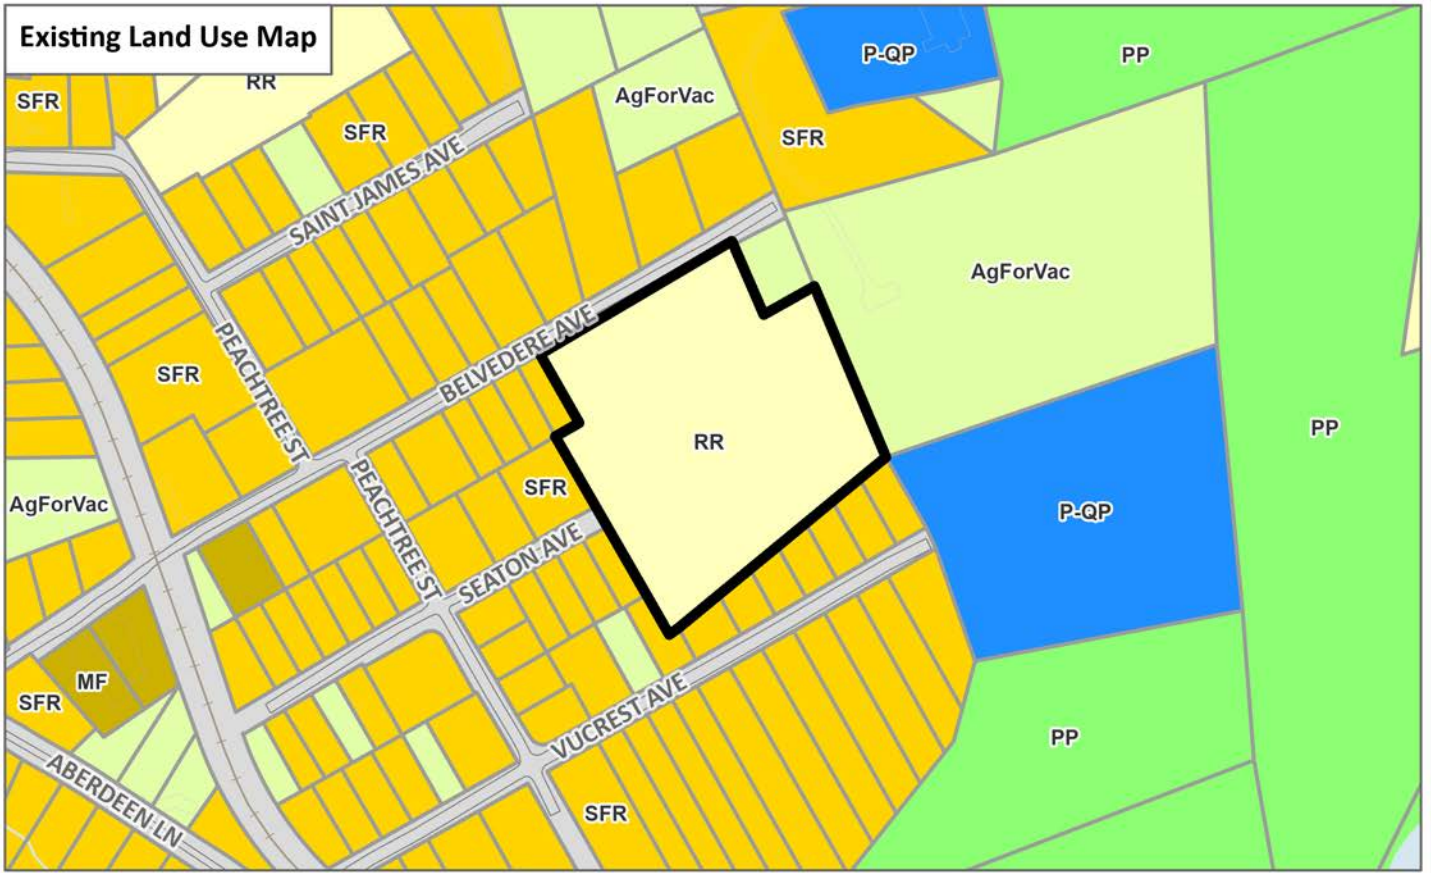 Existing Land Use Map
P-QP
PP
RR
SFR
AgForVac
SFR
SFR
SAINT JAMES AVE
AgForVac
PEACHTREE ST
BELVEDERE AVE
SFR
RR
PP
SFR
AgForVac
P-QP
PEACHTREE ST
SEATON AVE
MF
SFR
VUCREST AVE
PP
ABERDEEN LN
SFR